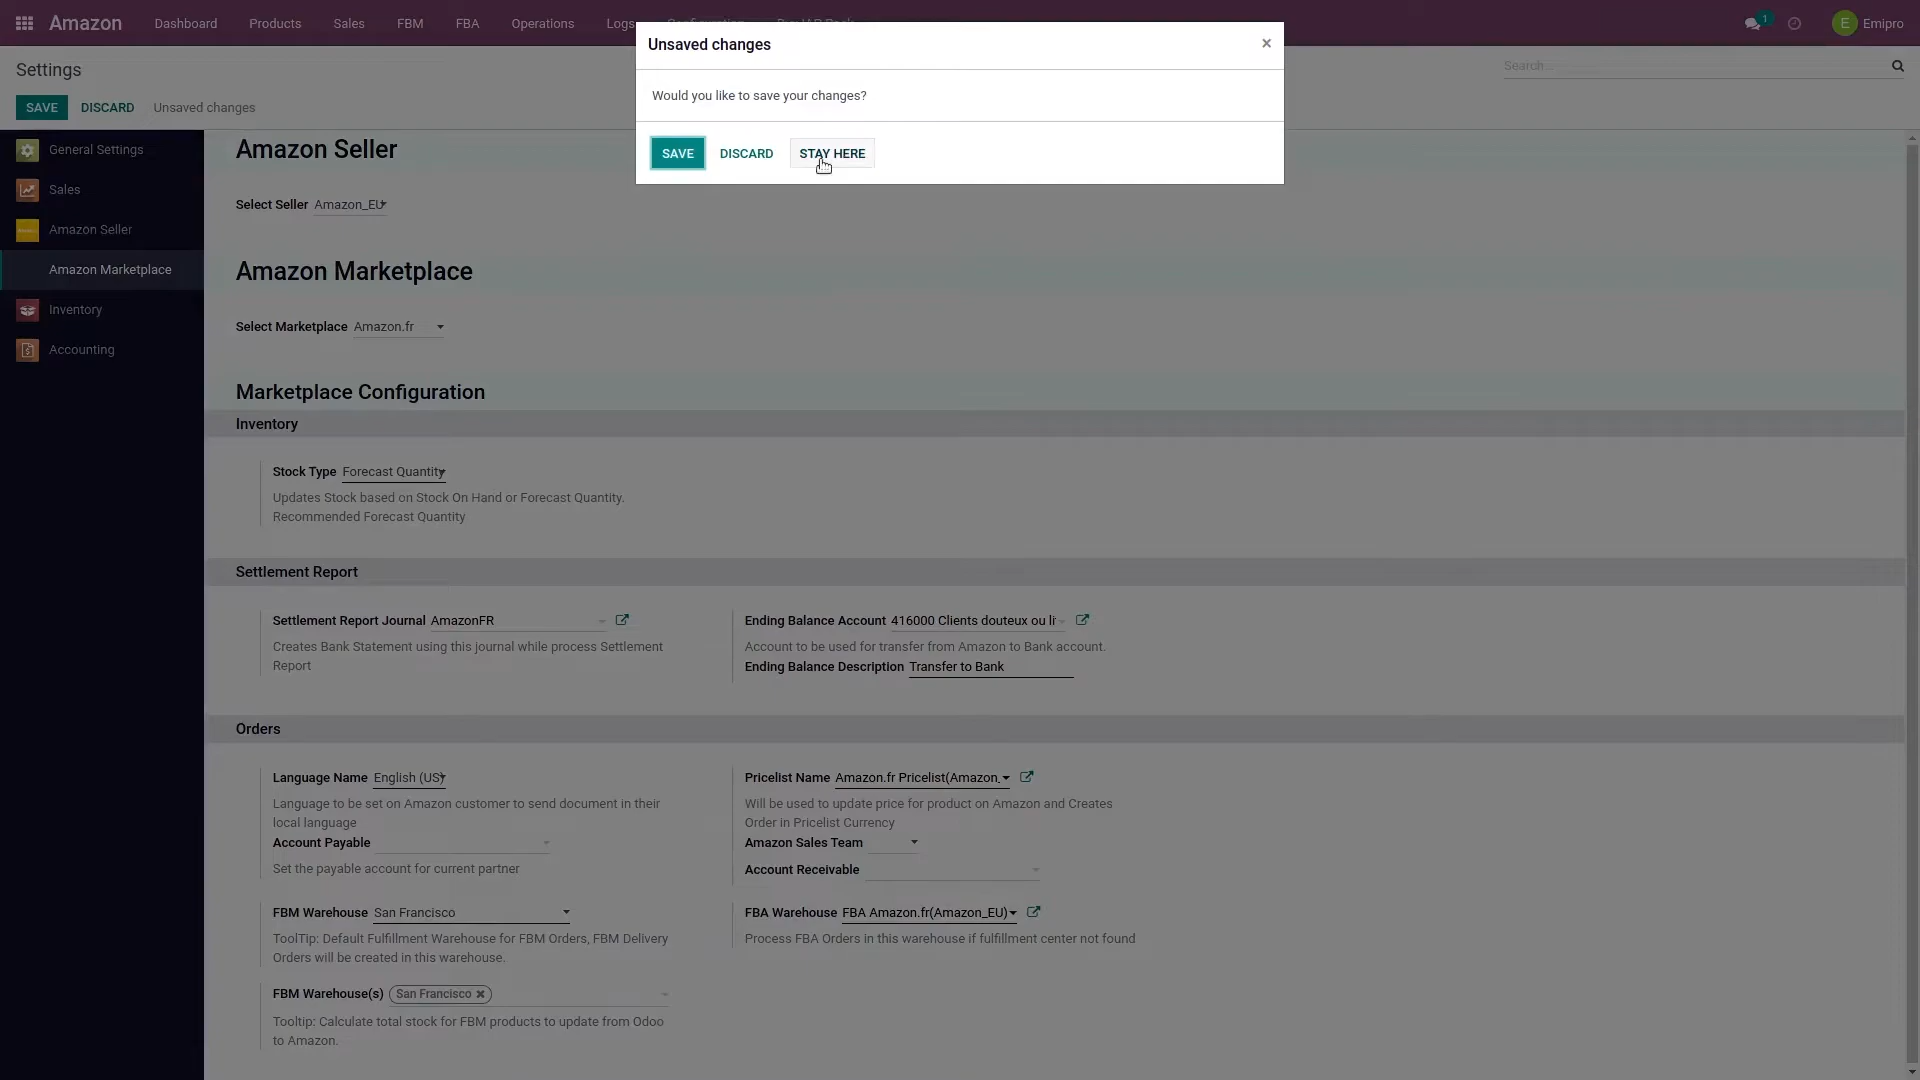 Amazon Dashboard Products Sales FBM FBA Operations Logs 1 E Emipro
Unsaved changes ×
Settings
Search...
SAVE DISCARD Unsaved changes
Would you like to save your changes?
SAVE DISCARD STAY HERE
General Settings
Sales
Amazon Seller
Amazon Marketplace
Inventory
Accounting
Amazon Seller
Select Seller Amazon_EU
Amazon Marketplace
Select Marketplace Amazon.fr
Marketplace Configuration
Inventory
Stock Type Forecast Quantity
Updates Stock based on Stock On Hand or Forecast Quantity.
Recommended Forecast Quantity
Settlement Report
Settlement Report Journal AmazonFR
Creates Bank Statement using this journal while process Settlement
Report
Ending Balance Account 416000 Clients douteux ou li
Account to be used for transfer from Amazon to Bank account.
Ending Balance Description Transfer to Bank
Orders
Language Name English (US)
Language to be set on Amazon customer to send document in their
local language
Account Payable
Set the payable account for current partner
Pricelist Name Amazon.fr Pricelist(Amazon_
Will be used to update price for product on Amazon and Creates
Order in Pricelist Currency
Amazon Sales Team
Account Receivable
FBM Warehouse San Francisco
ToolTip: Default Fulfillment Warehouse for FBM Orders, FBM Delivery
Orders will be created in this warehouse.
FBA Warehouse FBA Amazon.fr(Amazon_EU)
Process FBA Orders in this warehouse if fulfillment center not found
FBM Warehouse(s) San Francisco ×
Tooltip: Calculate total stock for FBM products to update from Odoo
to Amazon.